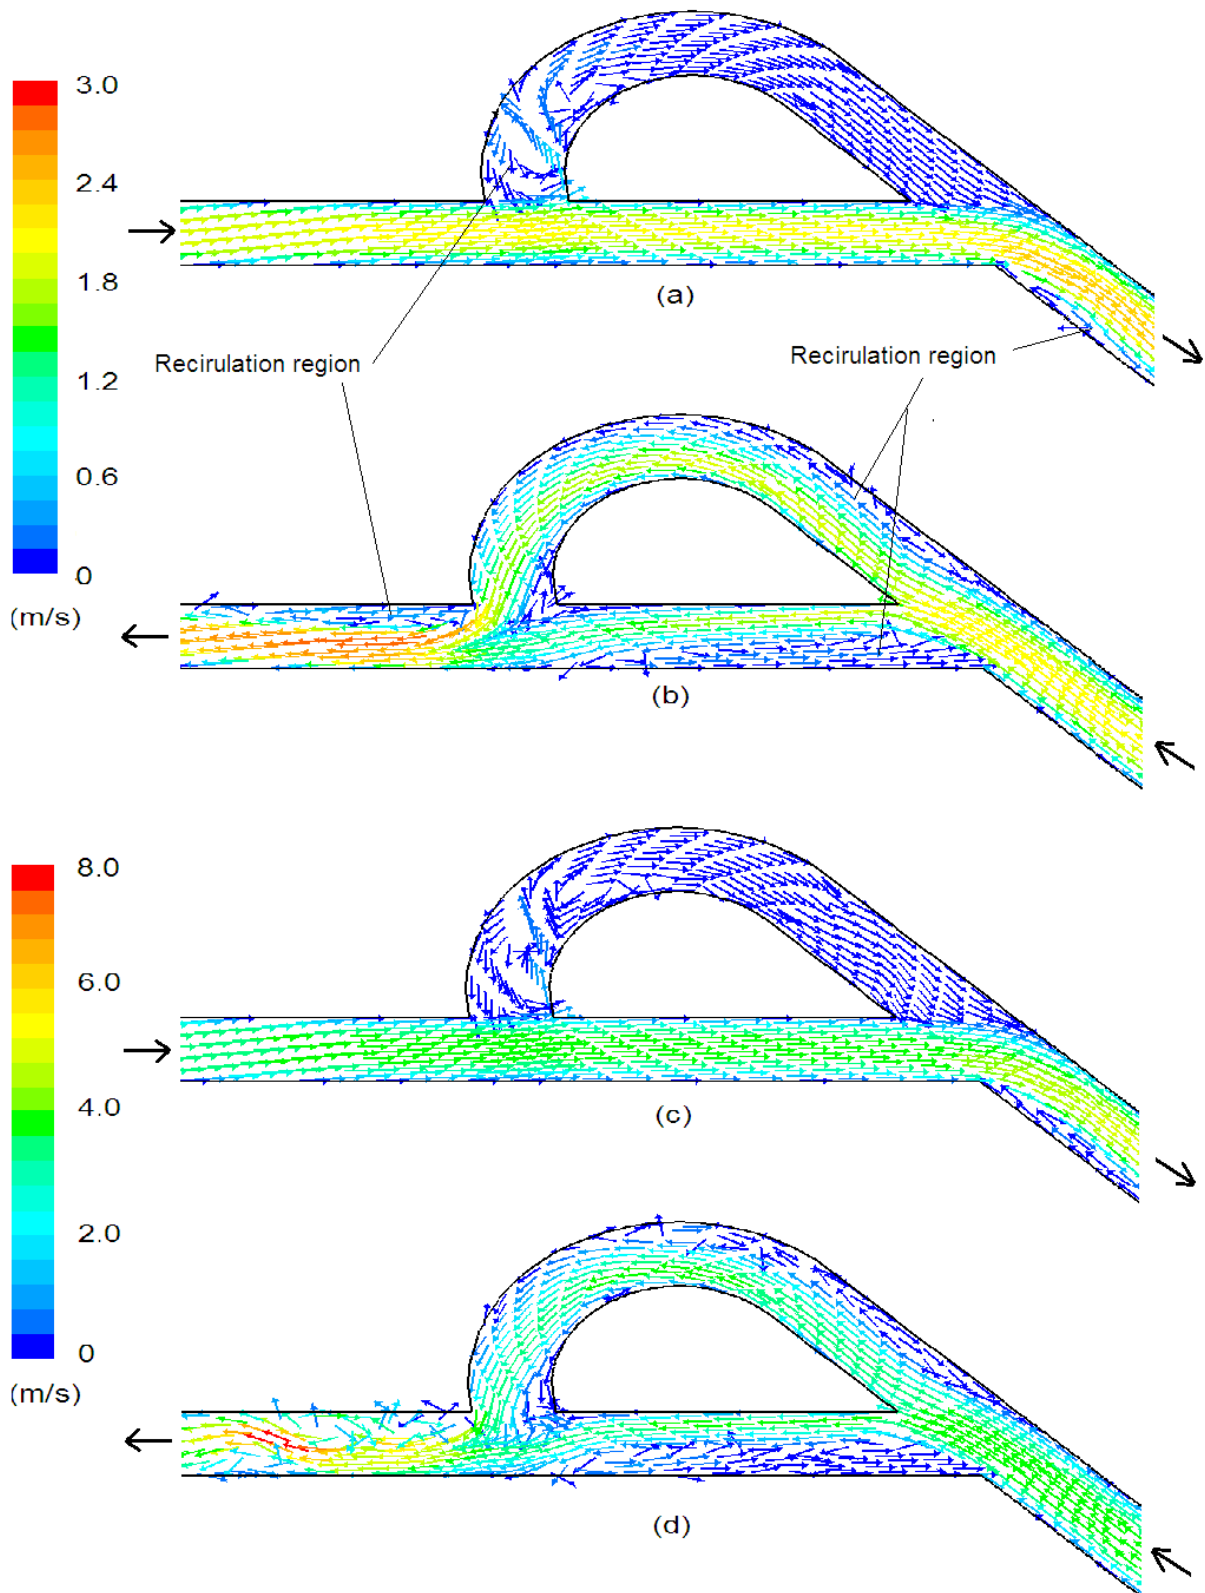 3.0
2.4
1.8
1.2
0.6
0
(m/s)
(a)
Recirulation region
Recirulation region
(b)
8.0
6.0
4.0
2.0
0
(m/s)
(c)
(d)